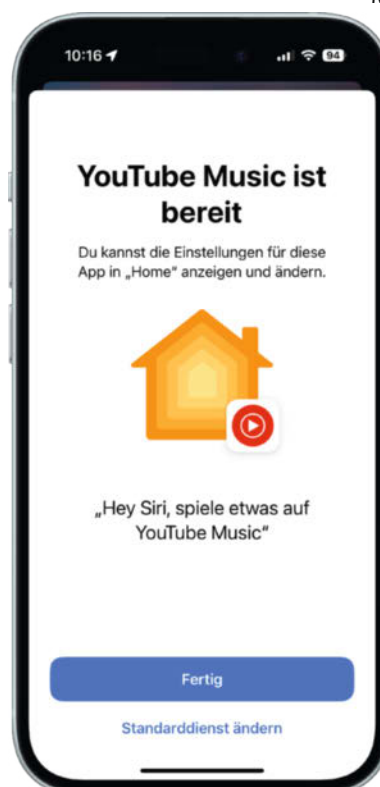 10:16
94
YouTube Music ist
bereit
Du kannst die Einstellungen für diese
App in „Home" anzeigen und ändern.
„Hey Siri, spiele etwas auf
YouTube Music"
Fertig
Standarddienst ändern